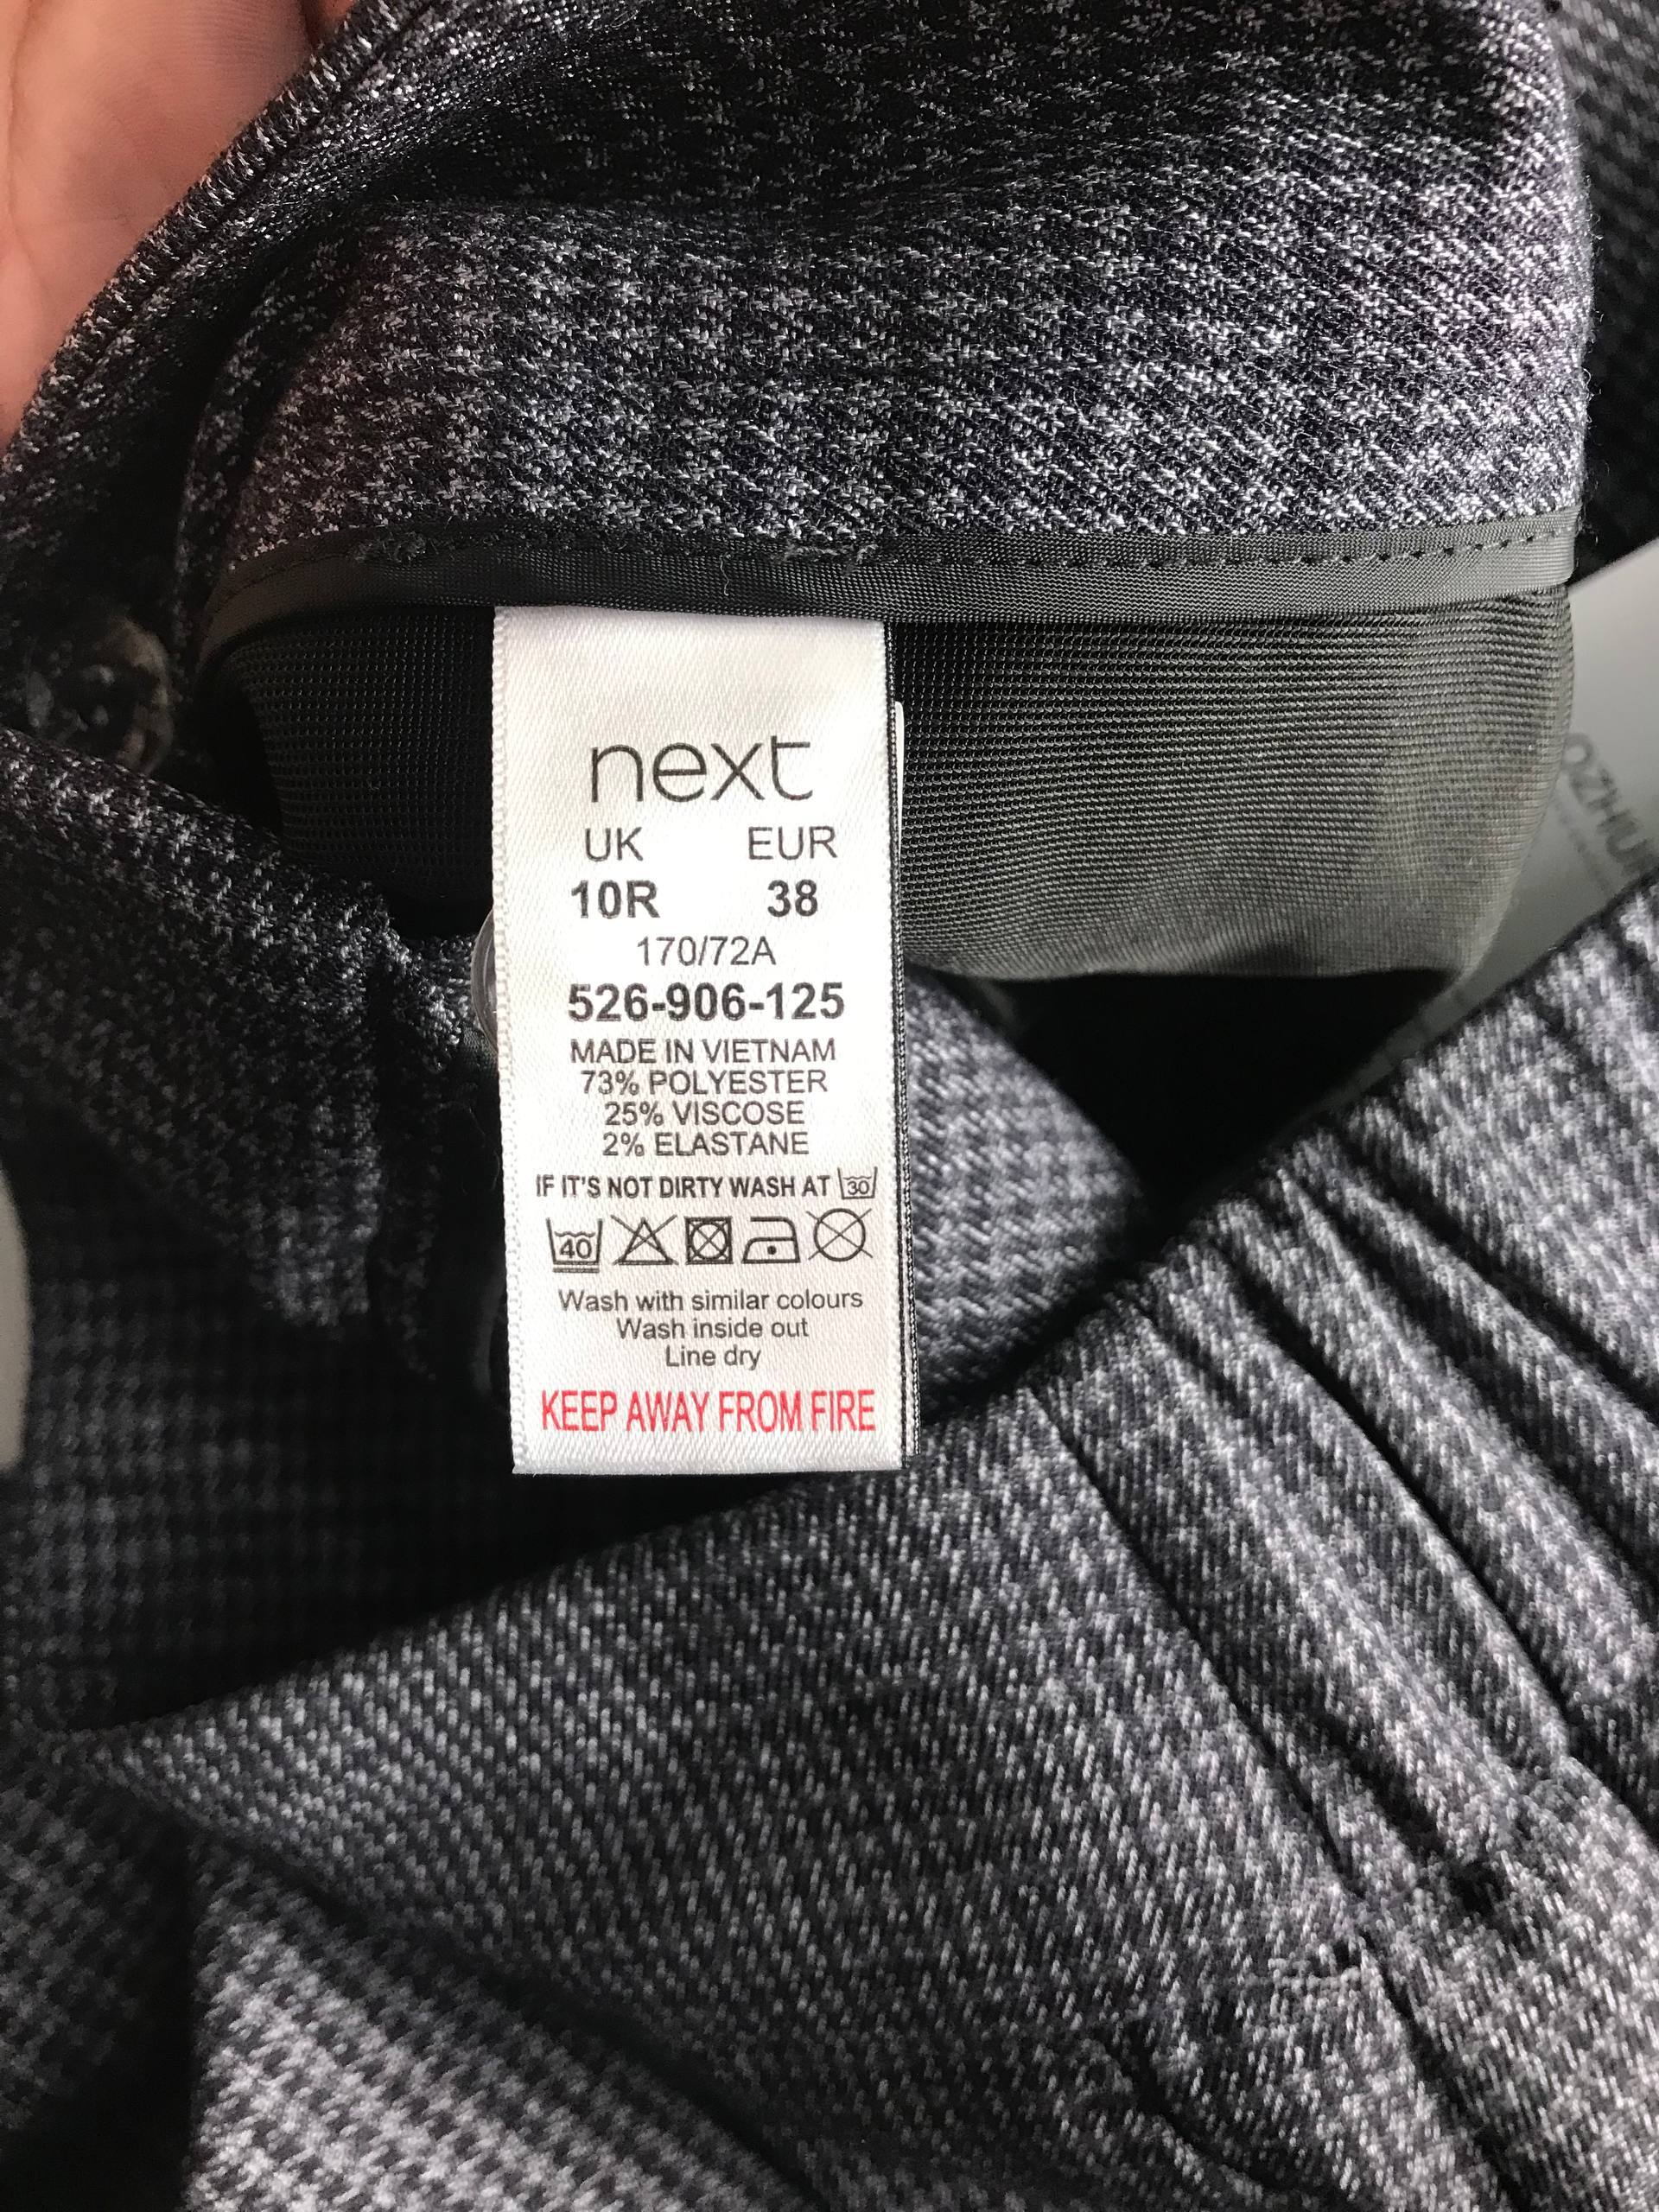 next
UK EUR
10R 38
170/72A
526-906-125
MADE IN VIETNAM
73% POLYESTER
25% VISCOSE
2% ELASTANE
IF IT'S NOT DIRTY WASH AT 30
40
Wash with similar colours
Wash inside out
Line dry
KEEP AWAY FROM FIRE